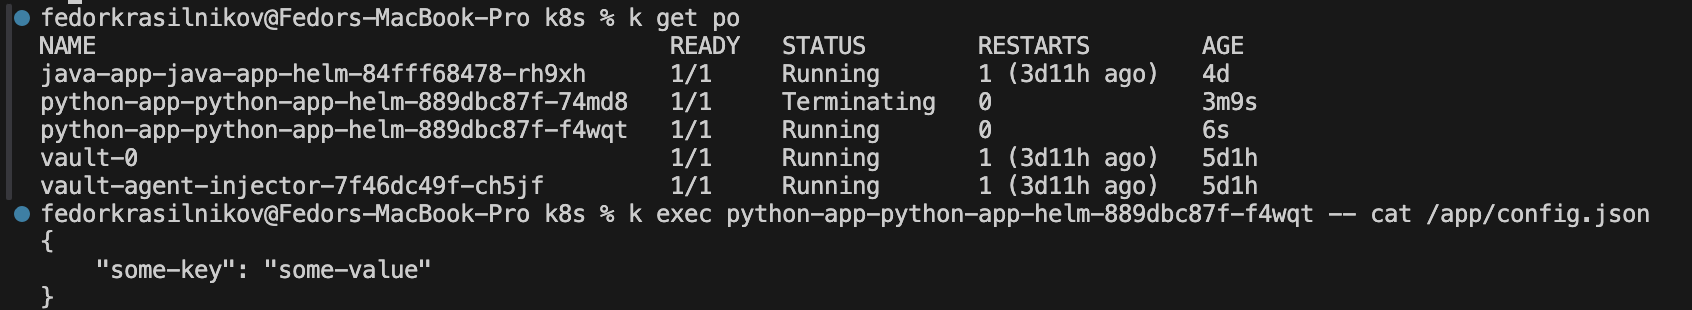 fedorkrasilnikov@Fedors-MacBook-Pro k8s % k get po
NAME                                         READY   STATUS        RESTARTS        AGE
java-app-java-app-helm-84fff68478-rh9xh      1/1     Running       1 (3d11h ago)   4d
python-app-python-app-helm-889dbc87f-74md8   1/1     Terminating   0               3m9s
python-app-python-app-helm-889dbc87f-f4wqt   1/1     Running       0               6s
vault-0                                      1/1     Running       1 (3d11h ago)   5d1h
vault-agent-injector-7f46dc49f-ch5jf         1/1     Running       1 (3d11h ago)   5d1h
fedorkrasilnikov@Fedors-MacBook-Pro k8s % k exec python-app-python-app-helm-889dbc87f-f4wqt -- cat /app/config.json
{
    "some-key": "some-value"
}